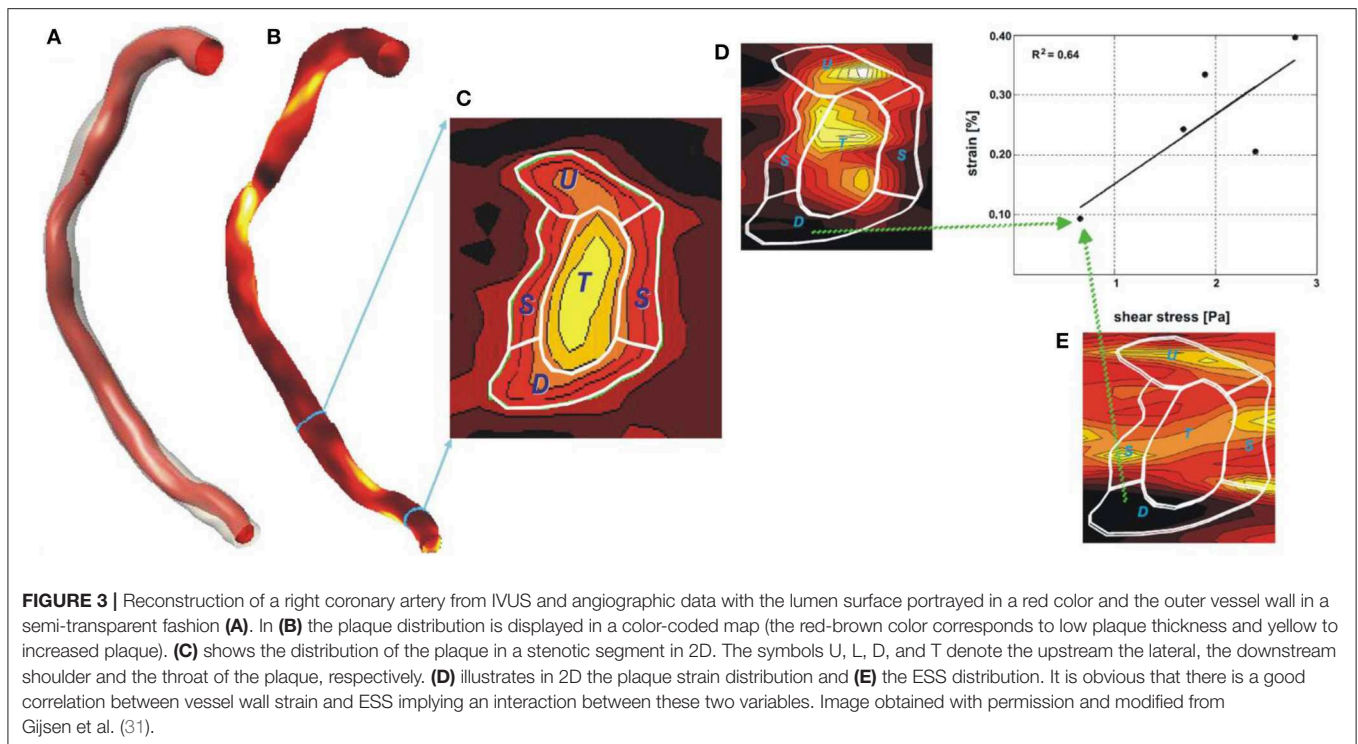 A
B
C
U
T
S
S
D
D
U
T
S
S
D
0.40
R² = 0.64
0.30
strain [%]
0.20
0.10
1
2
3
shear stress [Pa]
E
U
T
S
S
D
FIGURE 3 | Reconstruction of a right coronary artery from IVUS and angiographic data with the lumen surface portrayed in a red color and the outer vessel wall in a
semi-transparent fashion (A). In (B) the plaque distribution is displayed in a color-coded map (the red-brown color corresponds to low plaque thickness and yellow to
increased plaque). (C) shows the distribution of the plaque in a stenotic segment in 2D. The symbols U, L, D, and T denote the upstream the lateral, the downstream
shoulder and the throat of the plaque, respectively. (D) illustrates in 2D the plaque strain distribution and (E) the ESS distribution. It is obvious that there is a good
correlation between vessel wall strain and ESS implying an interaction between these two variables. Image obtained with permission and modified from
Gijsen et al. (31).